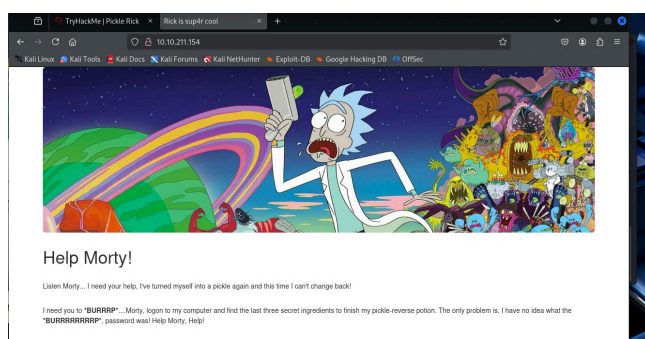 TryHackMe | Pickle Rick
Rick is sup4r cool
10.10.211.154
Kali Linux
Kali Tools
Kali Docs
Kali Forums
Kali NetHunter
Exploit-DB
Google Hacking DB
OffSec
Help Morty!
Listen Morty... I need your help, I've turned myself into a pickle again and this time I can't change back!
I need you to *BURRRP*....Morty, logon to my computer and find the last three secret ingredients to finish my pickle-reverse potion. The only problem is, I have no idea what the
*BURRRRRRRRP*, password was! Help Morty, Help!